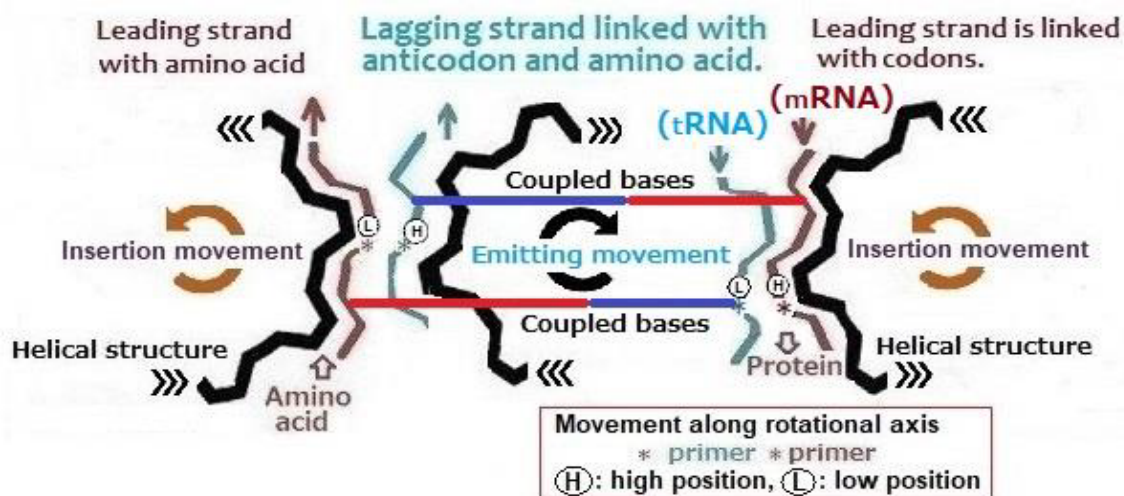 Leading strand
with amino acid
Lagging strand linked with
anticodon and amino acid.
Leading strand is linked
with codons.
(mRNA)
(tRNA)
Coupled bases
L
H
Insertion movement
Emitting movement
Insertion movement
L
H
Coupled bases
Helical structure
Protein
Helical structure
Amino
acid
Movement along rotational axis
* primer * primer
H: high position, L: low position